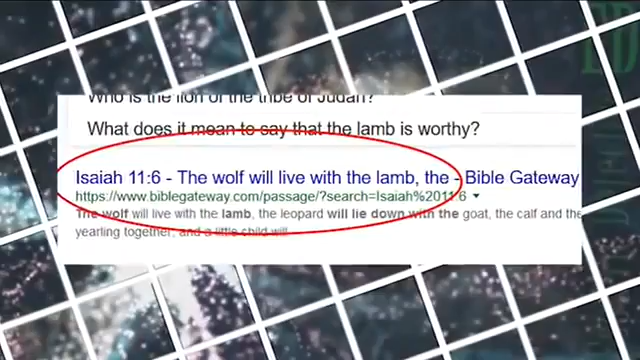 Who is the lion of the tribe of Judah?
What does it mean to say that the lamb is worthy?
Isaiah 11:6 - The wolf will live with the lamb, the - Bible Gateway
https://www.biblegateway.com/passage/?search=Isaiah%2011:6
The wolf will live with the lamb, the leopard will lie down with the goat, the calf and the
yearling together; and a little child will